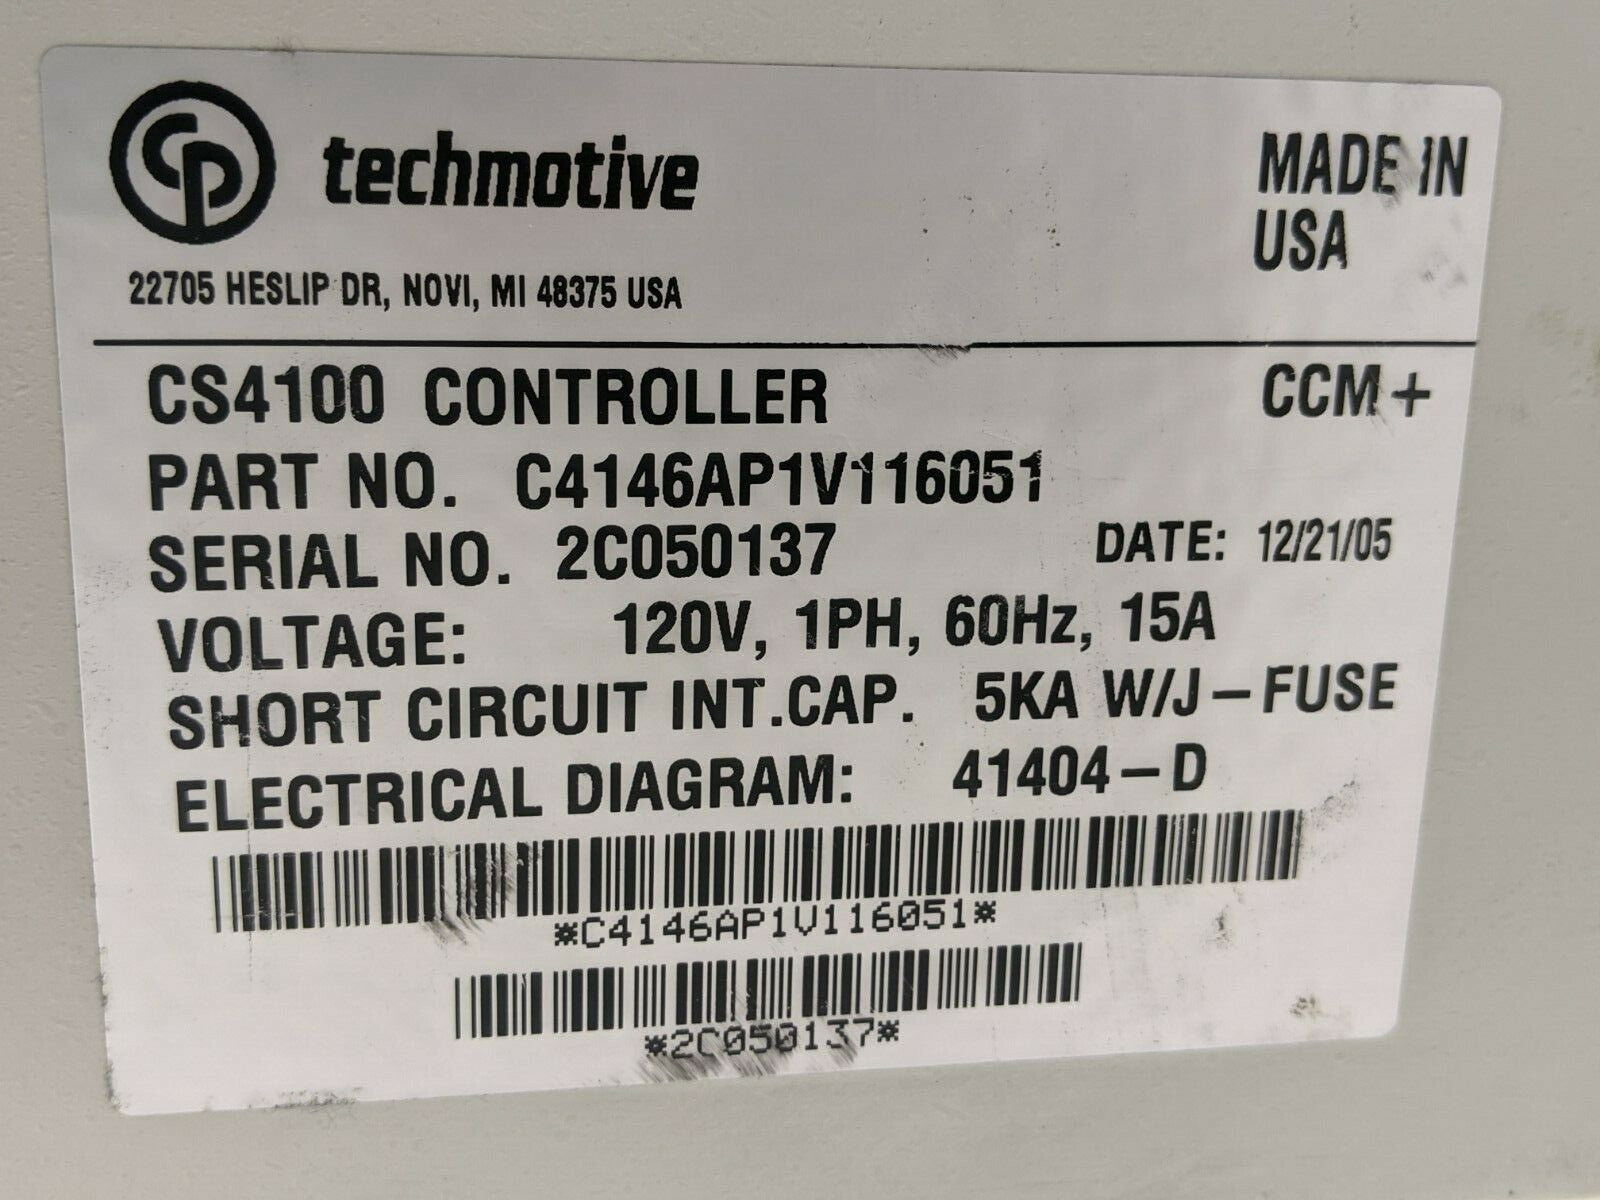 CP techmotive
MADE IN
USA
22705 HESLIP DR, NOVI, MI 48375 USA
CS4100 CONTROLLER CCM+
PART NO. C4146AP1V116051
SERIAL NO. 2C050137 DATE: 12/21/05
VOLTAGE: 120V, 1PH, 60Hz, 15A
SHORT CIRCUIT INT.CAP. 5KA W/J-FUSE
ELECTRICAL DIAGRAM: 41404-D
*C4146AP1V116051*
*2C050137*